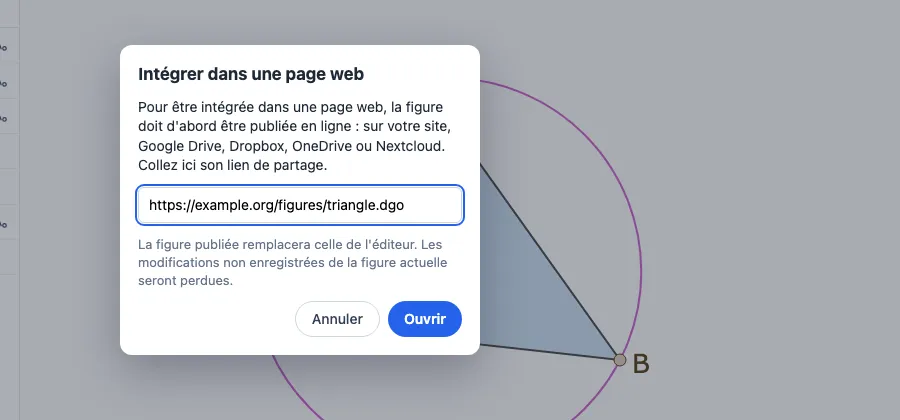 Intégrer dans une page web
Pour être intégrée dans une page web, la figure
doit d'abord être publiée en ligne : sur votre site,
Google Drive, Dropbox, OneDrive ou Nextcloud.
Collez ici son lien de partage.
https://example.org/figures/triangle.dgo
La figure publiée remplacera celle de l'éditeur. Les
modifications non enregistrées de la figure actuelle
seront perdues.
Annuler
Ouvrir
B